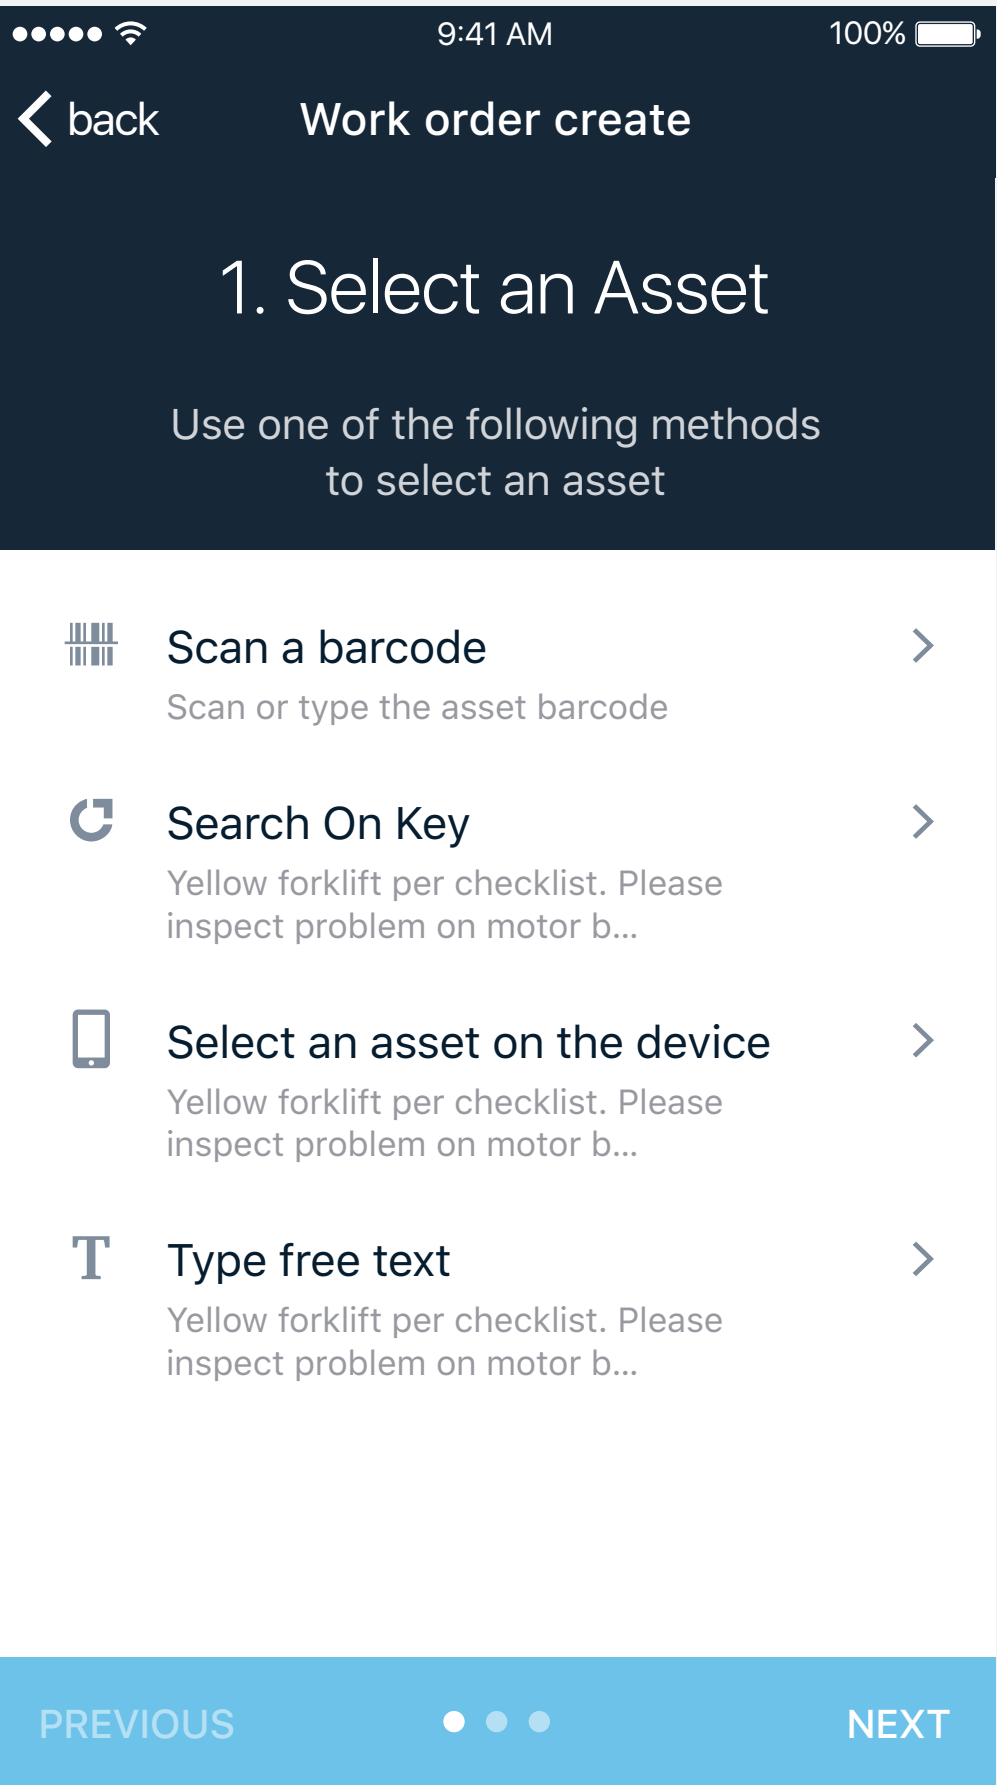 9:41 AM
100%
back
Work order create
1. Select an Asset
Use one of the following methods
to select an asset
Scan a barcode
Scan or type the asset barcode
Search On Key
Yellow forklift per checklist. Please
inspect problem on motor b...
Select an asset on the device
Yellow forklift per checklist. Please
inspect problem on motor b...
Type free text
Yellow forklift per checklist. Please
inspect problem on motor b...
PREVIOUS
NEXT